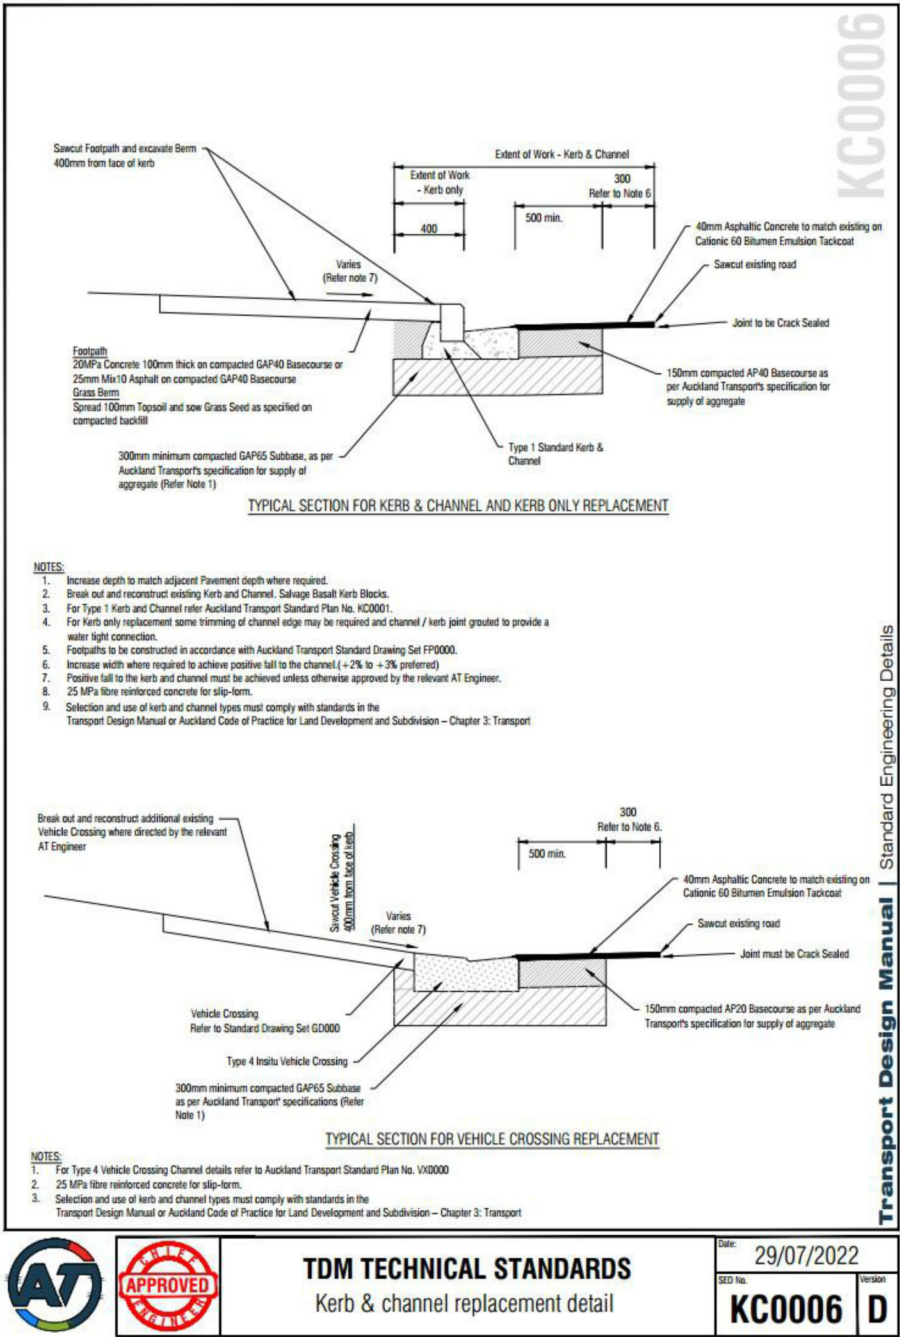 KC0006
Sawcut Footpath and excavate Berm
400mm from face of kerb
Extent of Work - Kerb & Channel
Extent of Work
- Kerb only
300
Refer to Note 6
500 min.
400
40mm Asphaltic Concrete to match existing on
Cationic 60 Bitumen Emulsion Tackcoat
Sawcut existing road
Varies
(Refer note 7)
Joint to be Crack Sealed
Footpath
20MPa Concrete 100mm thick on compacted GAP40 Basecourse or
25mm Mix10 Asphalt on compacted GAP40 Basecourse
Grass Berm
Spread 100mm Topsoil and sow Grass Seed as specified on
compacted backfill
150mm compacted AP40 Basecourse as
per Auckland Transport's specification for
supply of aggregate
300mm minimum compacted GAP65 Subbase, as per
Auckland Transport's specification for supply of
aggregate (Refer Note 1)
Type 1 Standard Kerb &
Channel
TYPICAL SECTION FOR KERB & CHANNEL AND KERB ONLY REPLACEMENT
NOTES:
1. Increase depth to match adjacent Pavement depth where required.
2. Break out and reconstruct existing Kerb and Channel. Salvage Basalt Kerb Blocks.
3. For Type 1 Kerb and Channel refer Auckland Transport Standard Plan No. KC0001.
4. For Kerb only replacement some trimming of channel edge may be required and channel / kerb joint grouted to provide a
water tight connection.
5. Footpaths to be constructed in accordance with Auckland Transport Standard Drawing Set FP0000.
6. Increase width where required to achieve positive fall to the channel.(+2% to +3% preferred)
7. Positive fall to the kerb and channel must be achieved unless otherwise approved by the relevant AT Engineer.
8. 25 MPa fibre reinforced concrete for slip-form.
9. Selection and use of kerb and channel types must comply with standards in the
Transport Design Manual or Auckland Code of Practice for Land Development and Subdivision – Chapter 3: Transport
Break out and reconstruct additional existing
Vehicle Crossing where directed by the relevant
AT Engineer
Sawcut Vehicle Crossing
400mm from face of kerb
Varies
(Refer note 7)
300
Refer to Note 6.
500 min.
40mm Asphaltic Concrete to match existing on
Cationic 60 Bitumen Emulsion Tackcoat
Sawcut existing road
Joint must be Crack Sealed
Vehicle Crossing
Refer to Standard Drawing Set GD000
150mm compacted AP20 Basecourse as per Auckland
Transport's specification for supply of aggregate
Type 4 Insitu Vehicle Crossing
300mm minimum compacted GAP65 Subbase
as per Auckland Transport' specifications (Refer
Note 1)
TYPICAL SECTION FOR VEHICLE CROSSING REPLACEMENT
NOTES:
1. For Type 4 Vehicle Crossing Channel details refer to Auckland Transport Standard Plan No. VX0000
2. 25 MPa fibre reinforced concrete for slip-form.
3. Selection and use of kerb and channel types must comply with standards in the
Transport Design Manual or Auckland Code of Practice for Land Development and Subdivision – Chapter 3: Transport
Transport Design Manual | Standard Engineering Details
AT
CHIEF
APPROVED
ENGINEER
TDM TECHNICAL STANDARDS
Kerb & channel replacement detail
Date:
29/07/2022
SED No.
KC0006
Version
D